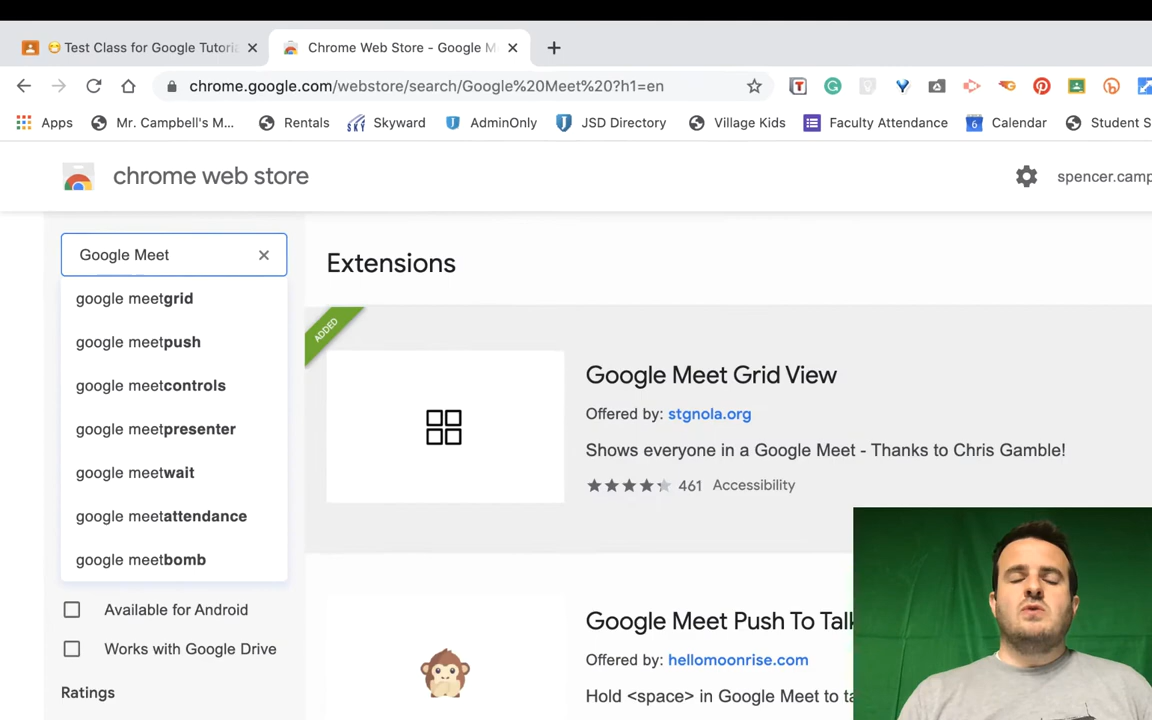 😁 Test Class for Google Tutoria
Chrome Web Store - Google M
chrome.google.com/webstore/search/Google%20Meet%20?h1=en
Apps
Mr. Campbell's M...
Rentals
Skyward
AdminOnly
JSD Directory
Village Kids
Faculty Attendance
Calendar
Student S
chrome web store
spencer.camp
Google Meet
google meetgrid
google meetpush
google meetcontrols
google meetpresenter
google meetwait
google meetattendance
google meetbomb
Available for Android
Works with Google Drive
Ratings
Extensions
ADDED
Google Meet Grid View
Offered by: stgnola.org
Shows everyone in a Google Meet - Thanks to Chris Gamble!
461 Accessibility
Google Meet Push To Talk
Offered by: hellomoonrise.com
Hold <space> in Google Meet to ta